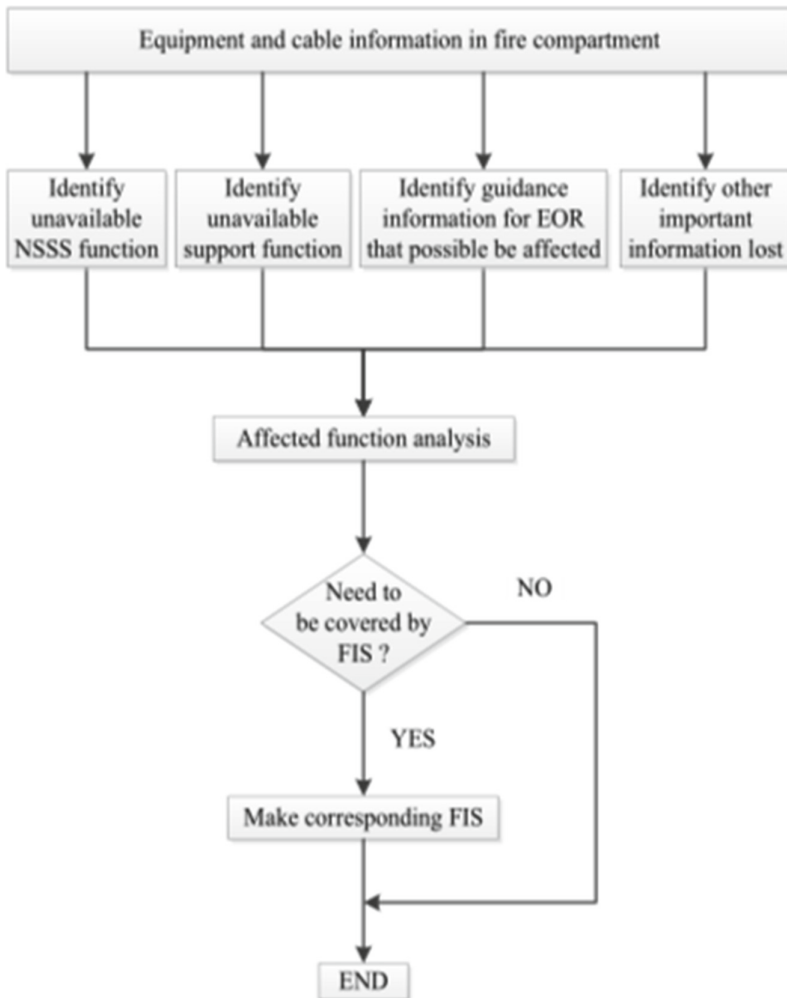 Equipment and cable information in fire compartment
Identify
unavailable
NSSS function
Identify
unavailable
support function
Identify guidance
information for EOR
that possible be affected
Identify other
important
information lost
Affected function analysis
Need to
be covered by
FIS ?
NO
YES
Make corresponding FIS
END